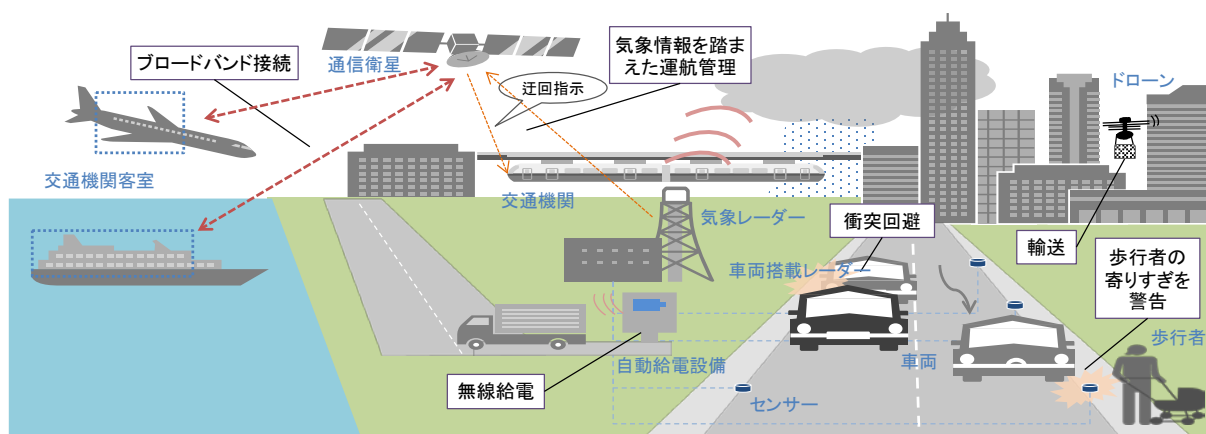 ブロードバンド接続
通信衛星
迂回指示
気象情報を踏ま
えた運航管理
ドローン
交通機関客室
交通機関
気象レーダー
衝突回避
輸送
歩行者の
寄りすぎを
警告
車両搭載レーダー
歩行者
無線給電
自動給電設備
車両
センサー